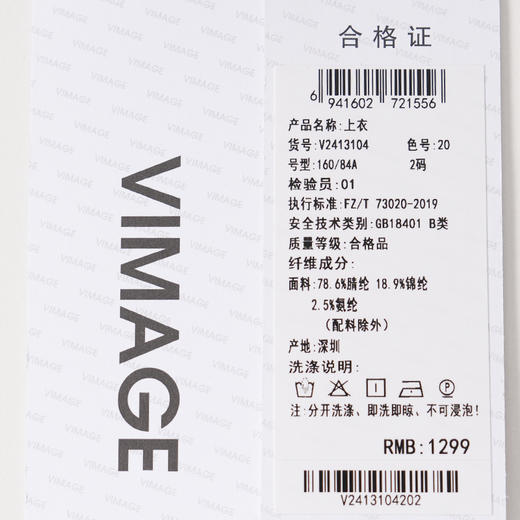 VIMAGE
合格证
6 941602 721556
产品名称:上衣
货号:V2413104 色号:20
号型:160/84A 2码
检验员:01
执行标准:FZ/T 73020-2019
安全技术类别:GB18401 B类
质量等级:合格品
纤维成分:
面料:78.6%腈纶 18.9%锦纶
2.5%氨纶
(配料除外)
产地:深圳
洗涤说明:
注:分开洗涤、即洗即晾、不可浸泡!
RMB:1299
V2413104202